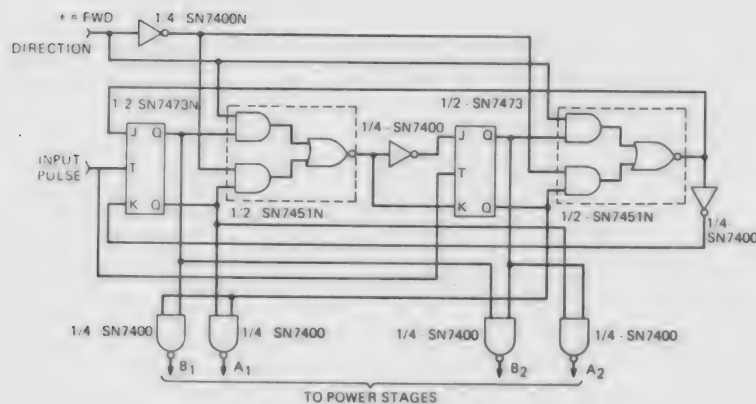 + = FWD
DIRECTION
1/4 - SN7400N
1/2 SN7473N
J Q
T
K Q
INPUT
PULSE
1/2 SN7451N
1/4 - SN7400
1/2 - SN7473
J Q
T
K Q
1/2 - SN7451N
1/4 - SN7400
1/4 - SN7400
B1
1/4 - SN7400
A1
1/4 - SN7400
B2
1/4 - SN7400
A2
TO POWER STAGES